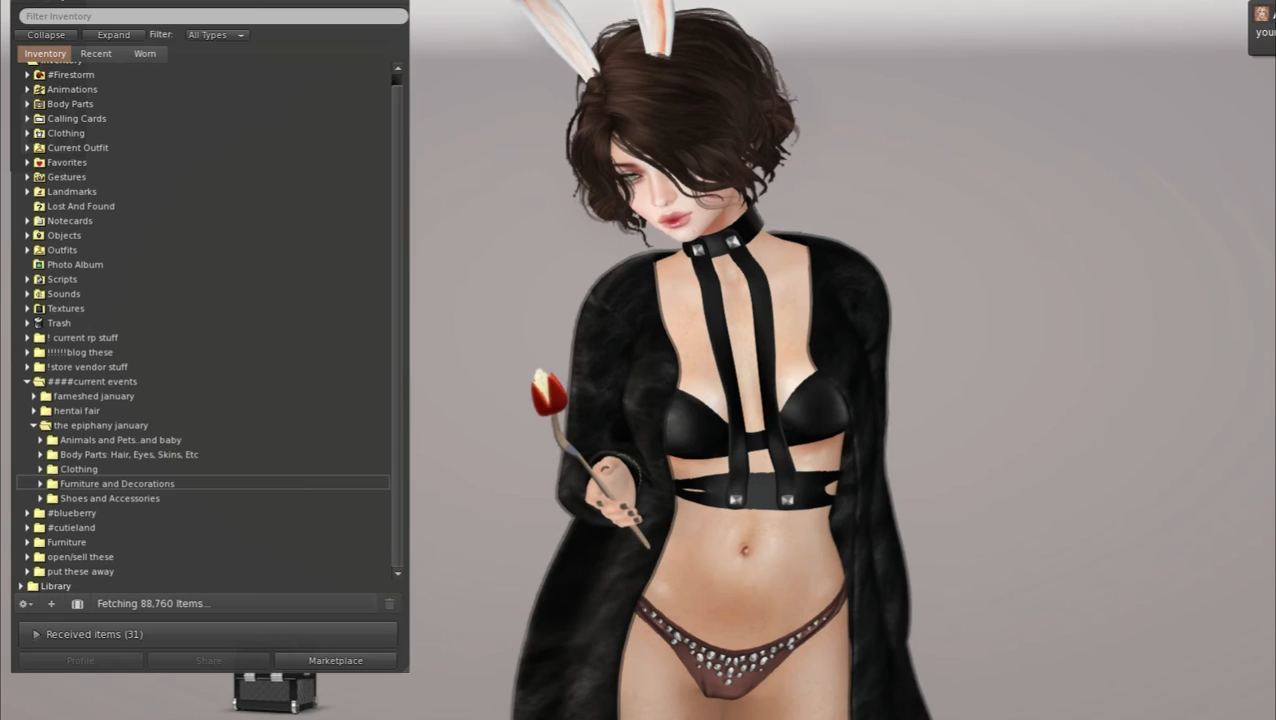 Filter Inventory
Collapse Expand Filter: All Types
Inventory Recent Worn
#Firestorm
Animations
Body Parts
Calling Cards
Clothing
Current Outfit
Favorites
Gestures
Landmarks
Lost And Found
Notecards
Objects
Outfits
Photo Album
Scripts
Sounds
Textures
Trash
! current rp stuff
!!!!!!blog these
!store vendor stuff
####current events
fameshed january
hentai fair
the epiphany january
Animals and Pets..and baby
Body Parts: Hair, Eyes, Skins, Etc
Clothing
Furniture and Decorations
Shoes and Accessories
#blueberry
#cutieland
Furniture
open/sell these
put these away
Library
Fetching 88,760 Items...
Received items (31)
Profile Share Marketplace